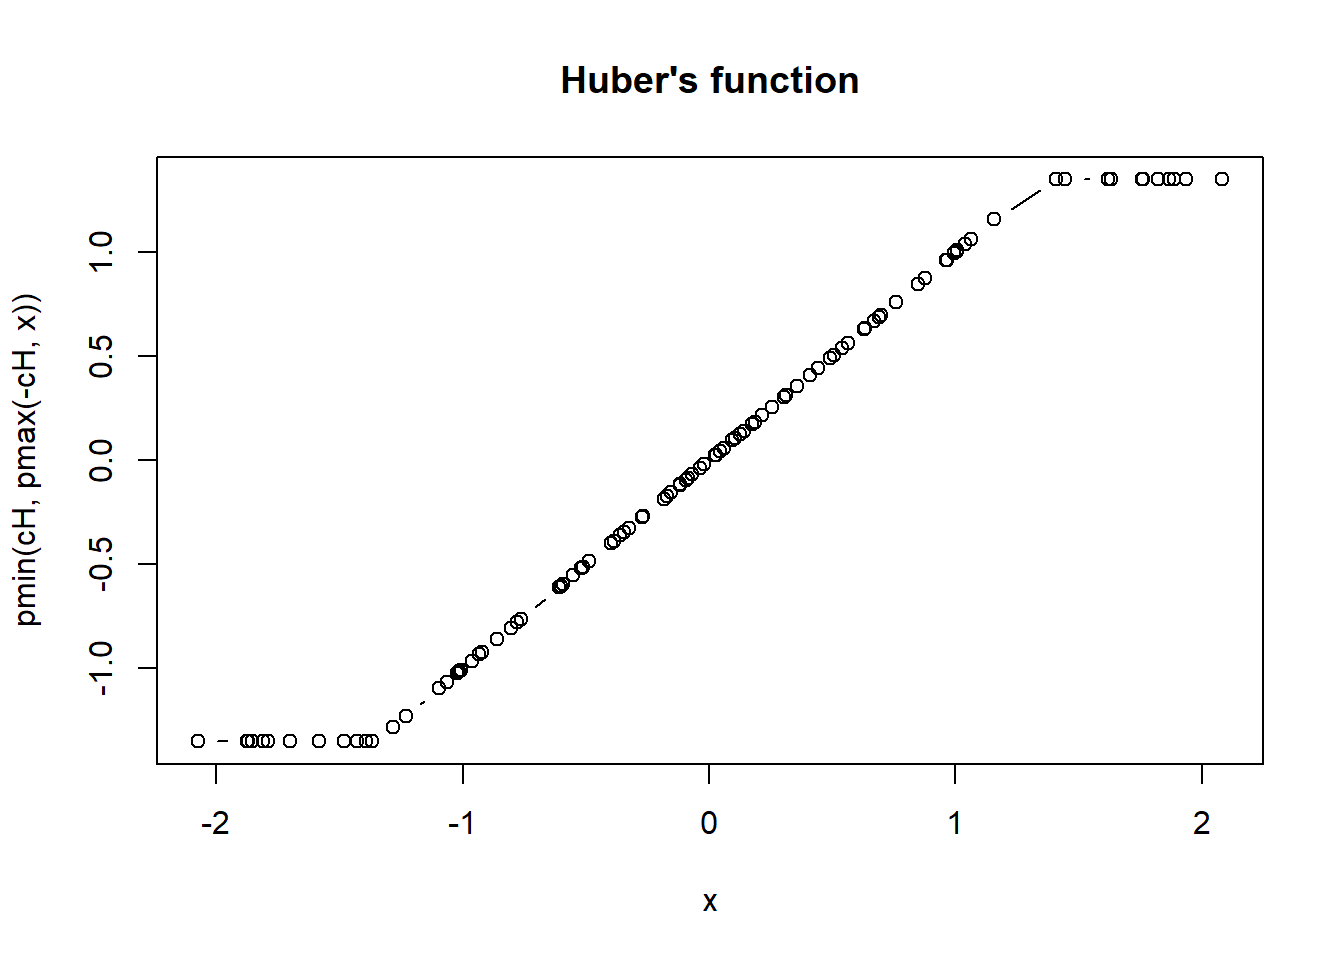 Huber's function
pmin(cH, pmax(-cH, x))
1.0
0.5
0.0
-0.5
-1.0
-2 -1 0 1 2
x